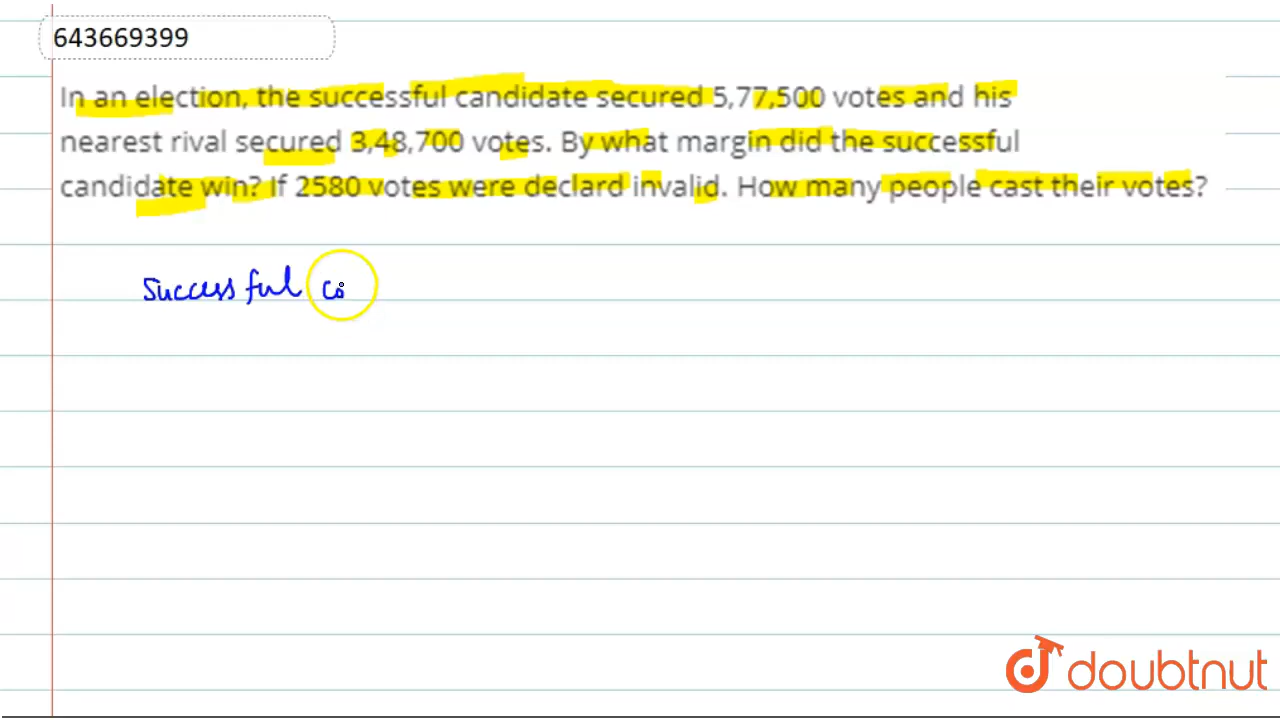 643669399
In an election, the successful candidate secured 5,77,500 votes and his
nearest rival secured 3,48,700 votes. By what margin did the successful
candidate win? If 2580 votes were declard invalid. How many people cast their votes?
Successful ca
doubtnut